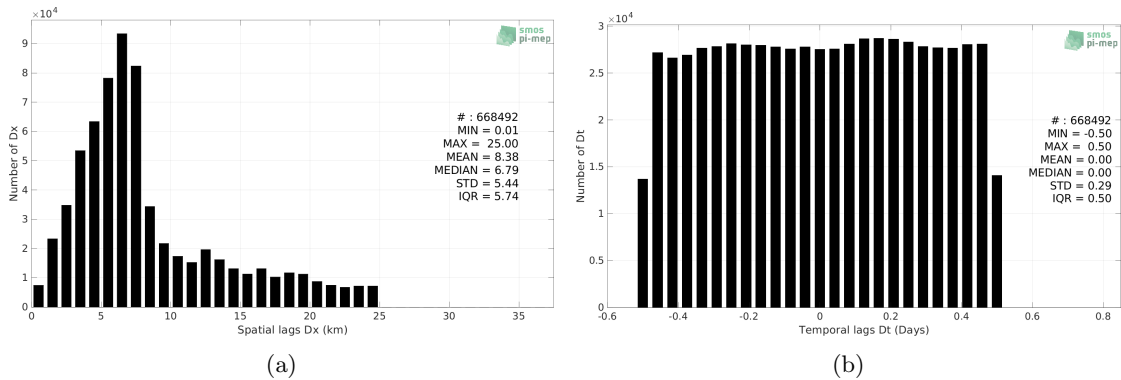 ×10⁴
9
8
7
6
5
4
3
2
1
0
Number of Dx
0 5 10 15 20 25 30 35
Spatial lags Dx (km)
smos
pi-mep
# : 668492
MIN = 0.01
MAX = 25.00
MEAN = 8.38
MEDIAN = 6.79
STD = 5.44
IQR = 5.74
(a)
3 ×10⁴
2.5
2
1.5
1
0.5
0
Number of Dt
-0.6 -0.4 -0.2 0 0.2 0.4 0.6 0.8
Temporal lags Dt (Days)
smos
pi-mep
# : 668492
MIN = -0.50
MAX = 0.50
MEAN = 0.00
MEDIAN = 0.00
STD = 0.29
IQR = 0.50
(b)